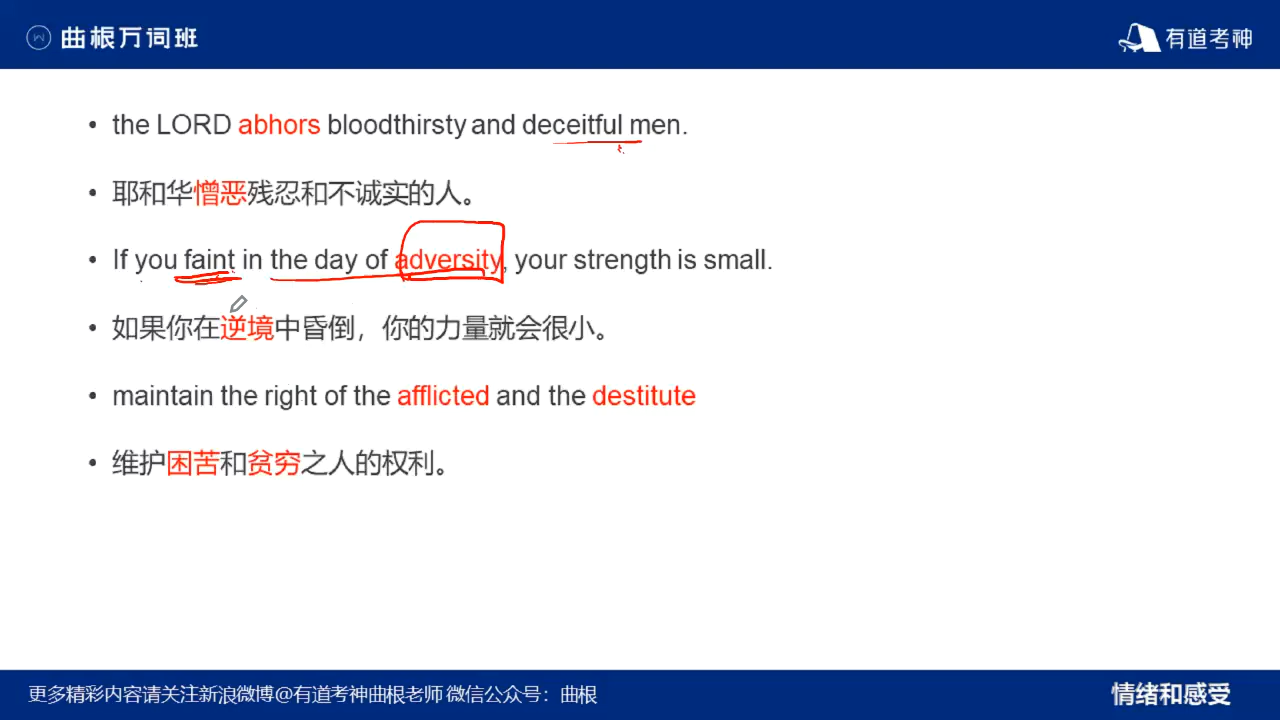 曲根万词班
有道考神
• the LORD abhors bloodthirsty and deceitful men.
• 耶和华憎恶残忍和不诚实的人。
• If you faint in the day of adversity, your strength is small.
• 如果你在逆境中昏倒，你的力量就会很小。
• maintain the right of the afflicted and the destitute
• 维护困苦和贫穷之人的权利。
更多精彩内容请关注新浪微博@有道考神曲根老师 微信公众号：曲根
情绪和感受